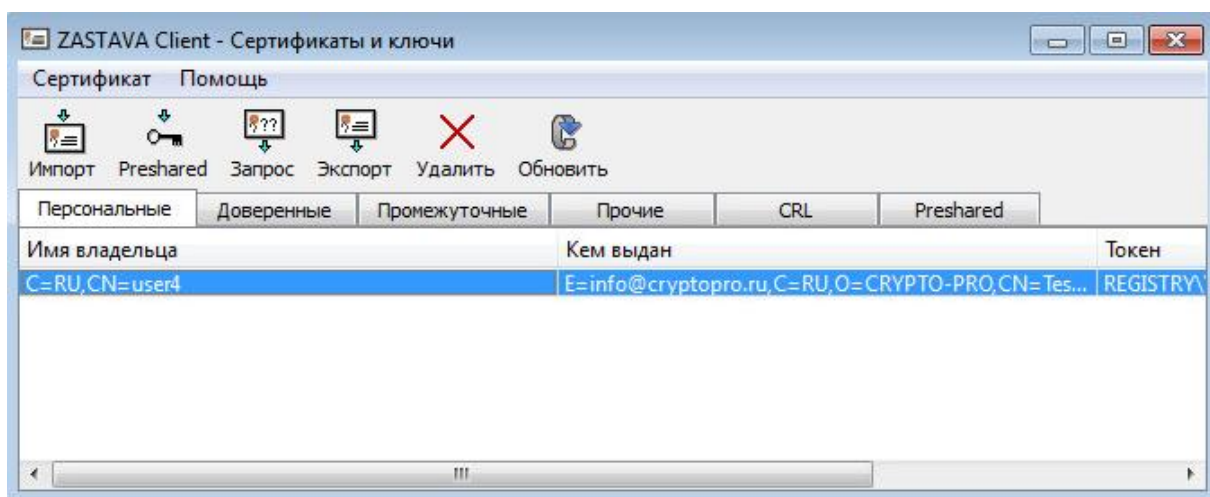 ZASTAVA Client - Сертификаты и ключи
Сертификат Помощь
Импорт Preshared Запрос Экспорт Удалить Обновить
Персональные Доверенные Промежуточные Прочие CRL Preshared
Имя владельца Кем выдан Токен
C=RU,CN=user4 E=info@cryptopro.ru,C=RU,O=CRYPTO-PRO,CN=Tes... REGISTRY\